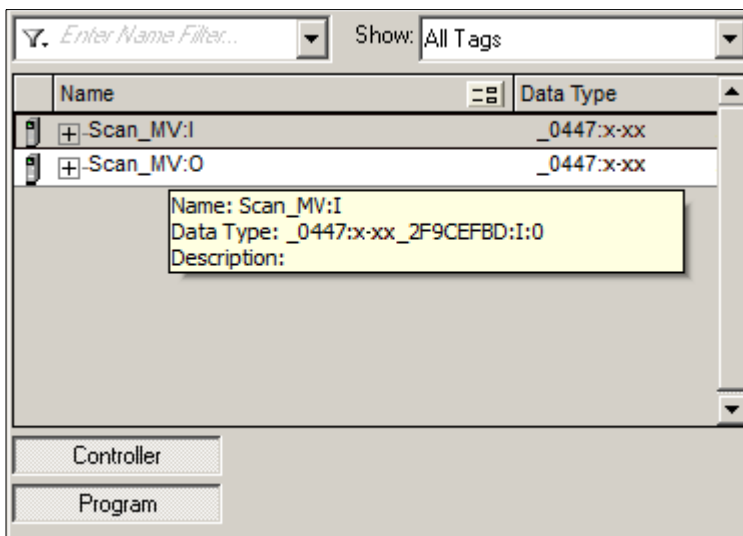 Enter Name Filter... Show: All Tags
Name Data Type
Scan_MV:I _0447:x-xx
Scan_MV:O _0447:x-xx
Name: Scan_MV:I
Data Type: _0447:x-xx_2F9CEFBD:I:0
Description:
Controller
Program